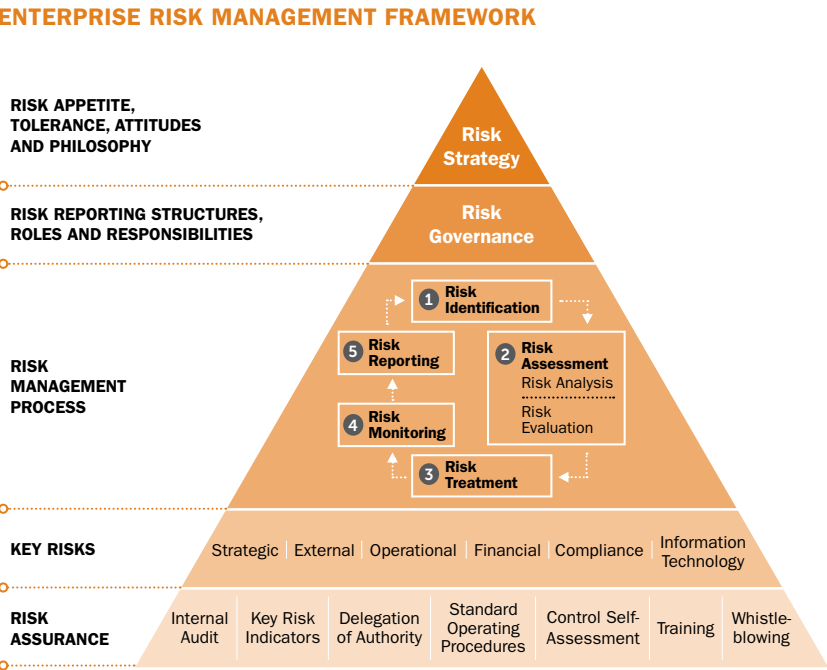 ENTERPRISE RISK MANAGEMENT FRAMEWORK
RISK APPETITE,
TOLERANCE, ATTITUDES
AND PHILOSOPHY
Risk
Strategy
RISK REPORTING STRUCTURES,
ROLES AND RESPONSIBILITIES
Risk
Governance
RISK
MANAGEMENT
PROCESS
1 Risk
Identification
2 Risk
Assessment
Risk Analysis
Risk
Evaluation
3 Risk
Treatment
4 Risk
Monitoring
5 Risk
Reporting
KEY RISKS
Strategic
External
Operational
Financial
Compliance
Information
Technology
RISK
ASSURANCE
Internal
Audit
Key Risk
Indicators
Delegation
of Authority
Standard
Operating
Procedures
Control Self-
Assessment
Training
Whistle-
blowing